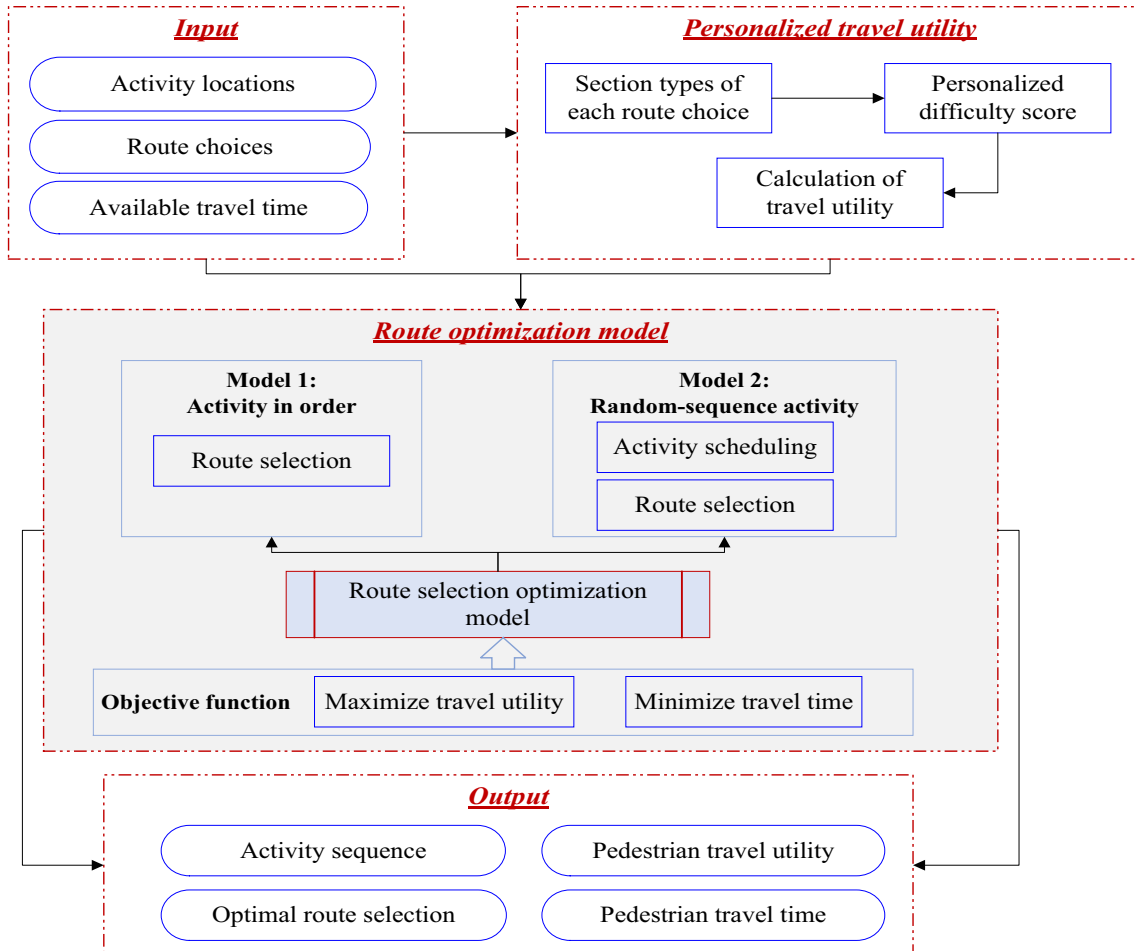 Input
Activity locations
Route choices
Available travel time
Personalized travel utility
Section types of
each route choice
Personalized
difficulty score
Calculation of
travel utility
Route optimization model
Model 1:
Activity in order
Route selection
Model 2:
Random-sequence activity
Activity scheduling
Route selection
Route selection optimization
model
Objective function
Maximize travel utility
Minimize travel time
Output
Activity sequence
Pedestrian travel utility
Optimal route selection
Pedestrian travel time